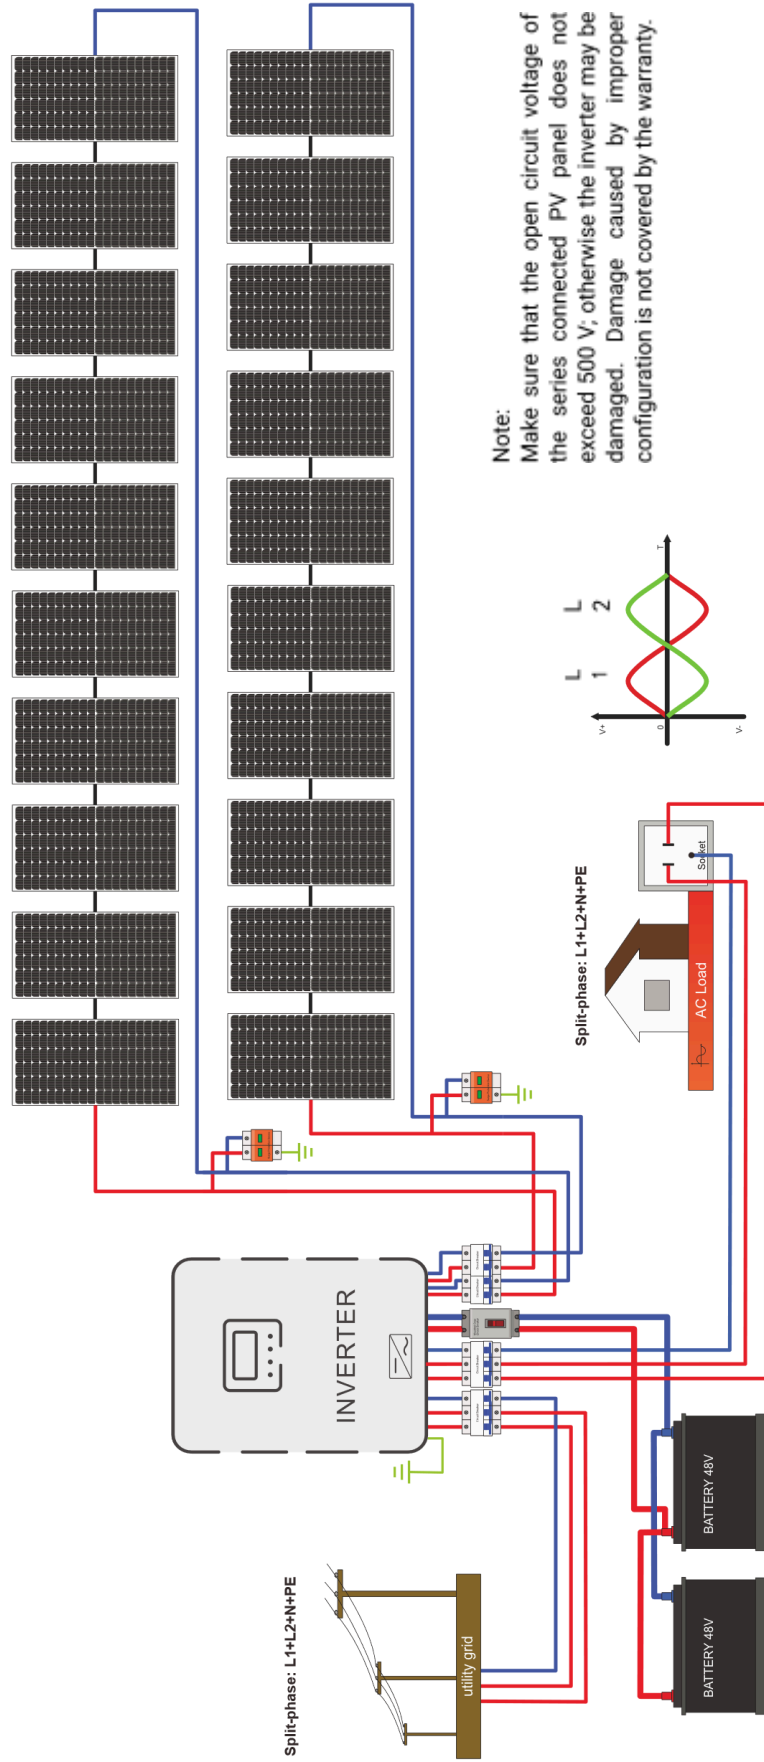 Note:
Make sure that the open circuit voltage of
the series connected PV panel does not
exceed 500 V; otherwise the inverter may be
damaged. Damage caused by improper
configuration is not covered by the warranty.
L
1
L
2
V+
0
T
V-
Split-phase: L1+L2+N+PE
AC Load
Socket
INVERTER
Split-phase: L1+L2+N+PE
utility grid
BATTERY 48V
BATTERY 48V